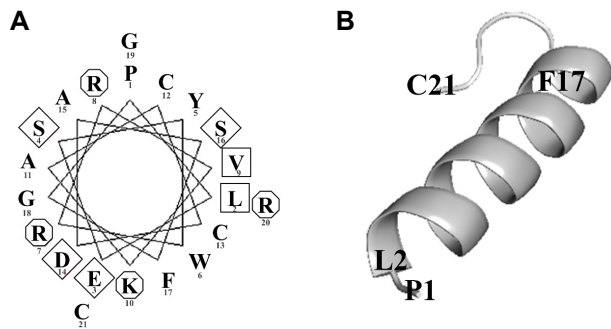 A
B
G
19
P
1
R
8
C
12
A
15
Y
5
S
4
S
16
A
11
V
9
G
18
L
2
R
20
R
7
C
13
D
14
W
6
E
3
K
10
F
17
C
21
C21
F17
L2
P1